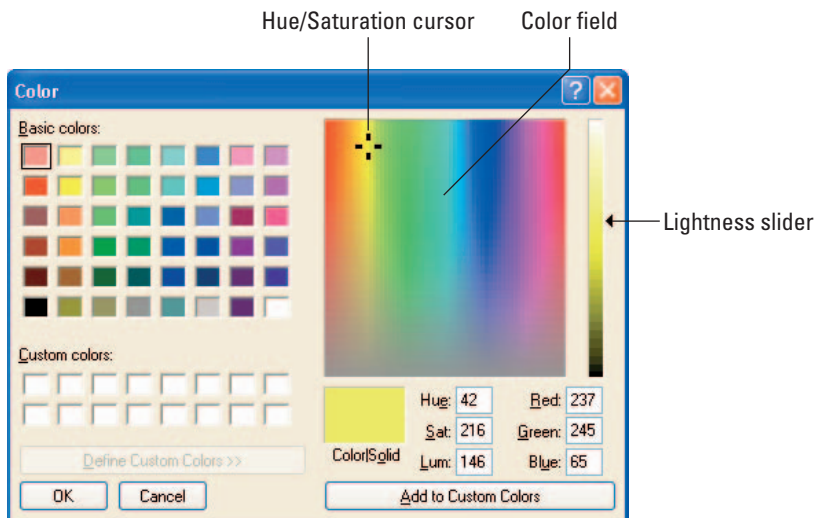 Hue/Saturation cursor
Color field
Color
Basic colors:
Lightness slider
Custom colors:
Hue: 42
Red: 237
Sat: 216
Green: 245
Color|Solid
Lum: 146
Blue: 65
Define Custom Colors >>
OK
Cancel
Add to Custom Colors